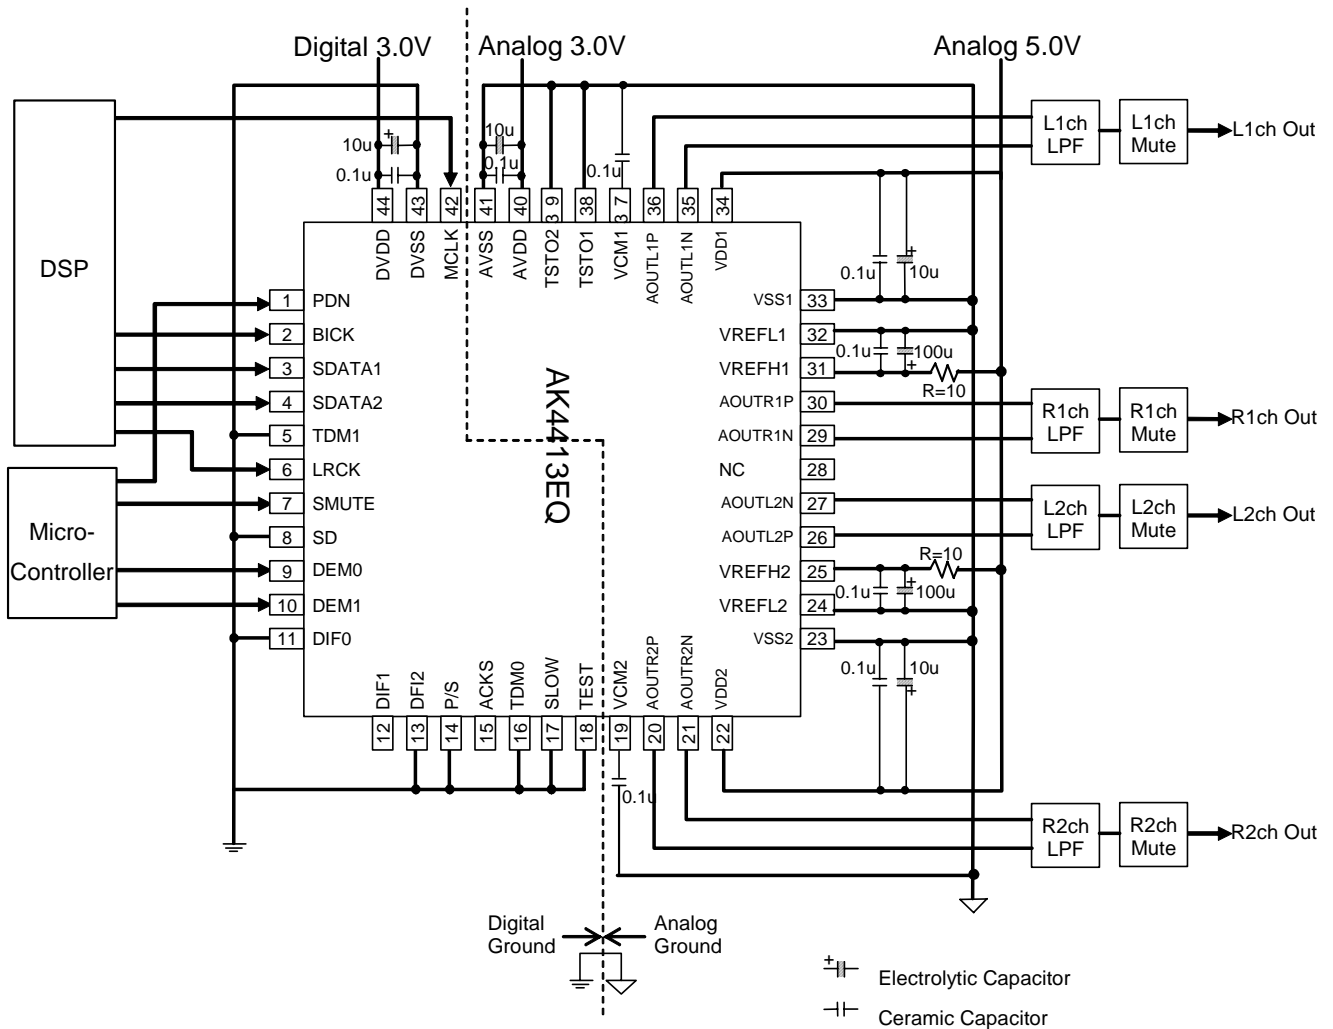 Digital 3.0V
Analog 3.0V
Analog 5.0V
DSP
Micro-
Controller
10u
+
0.1u
10u
+
0.1u
0.1u
44
43
42
41
40
3 9
38
3 7
36
35
34
DVDD
DVSS
MCLK
AVSS
AVDD
TSTO2
TSTO1
VCM1
AOUTL1P
AOUTL1N
VDD1
1 PDN
2 BICK
3 SDATA1
4 SDATA2
5 TDM1
6 LRCK
7 SMUTE
8 SD
9 DEM0
10 DEM1
11 DIF0
AK4413EQ
VSS1 33
VREFL1 32
VREFH1 31
AOUTR1P 30
AOUTR1N 29
NC 28
AOUTL2N 27
AOUTL2P 26
VREFH2 25
VREFL2 24
VSS2 23
DIF1
DFI2
P/S
ACKS
TDM0
SLOW
TEST
VCM2
AOUTR2P
AOUTR2N
VDD2
12
13
14
15
16
17
18
19
20
21
22
0.1u
0.1u
+
10u
0.1u
100u
+
R=10
R=10
0.1u
+
100u
0.1u
10u
+
L1ch
LPF
L1ch
Mute
L1ch Out
R1ch
LPF
R1ch
Mute
R1ch Out
L2ch
LPF
L2ch
Mute
L2ch Out
R2ch
LPF
R2ch
Mute
R2ch Out
Digital
Ground
Analog
Ground
+
Electrolytic Capacitor
Ceramic Capacitor